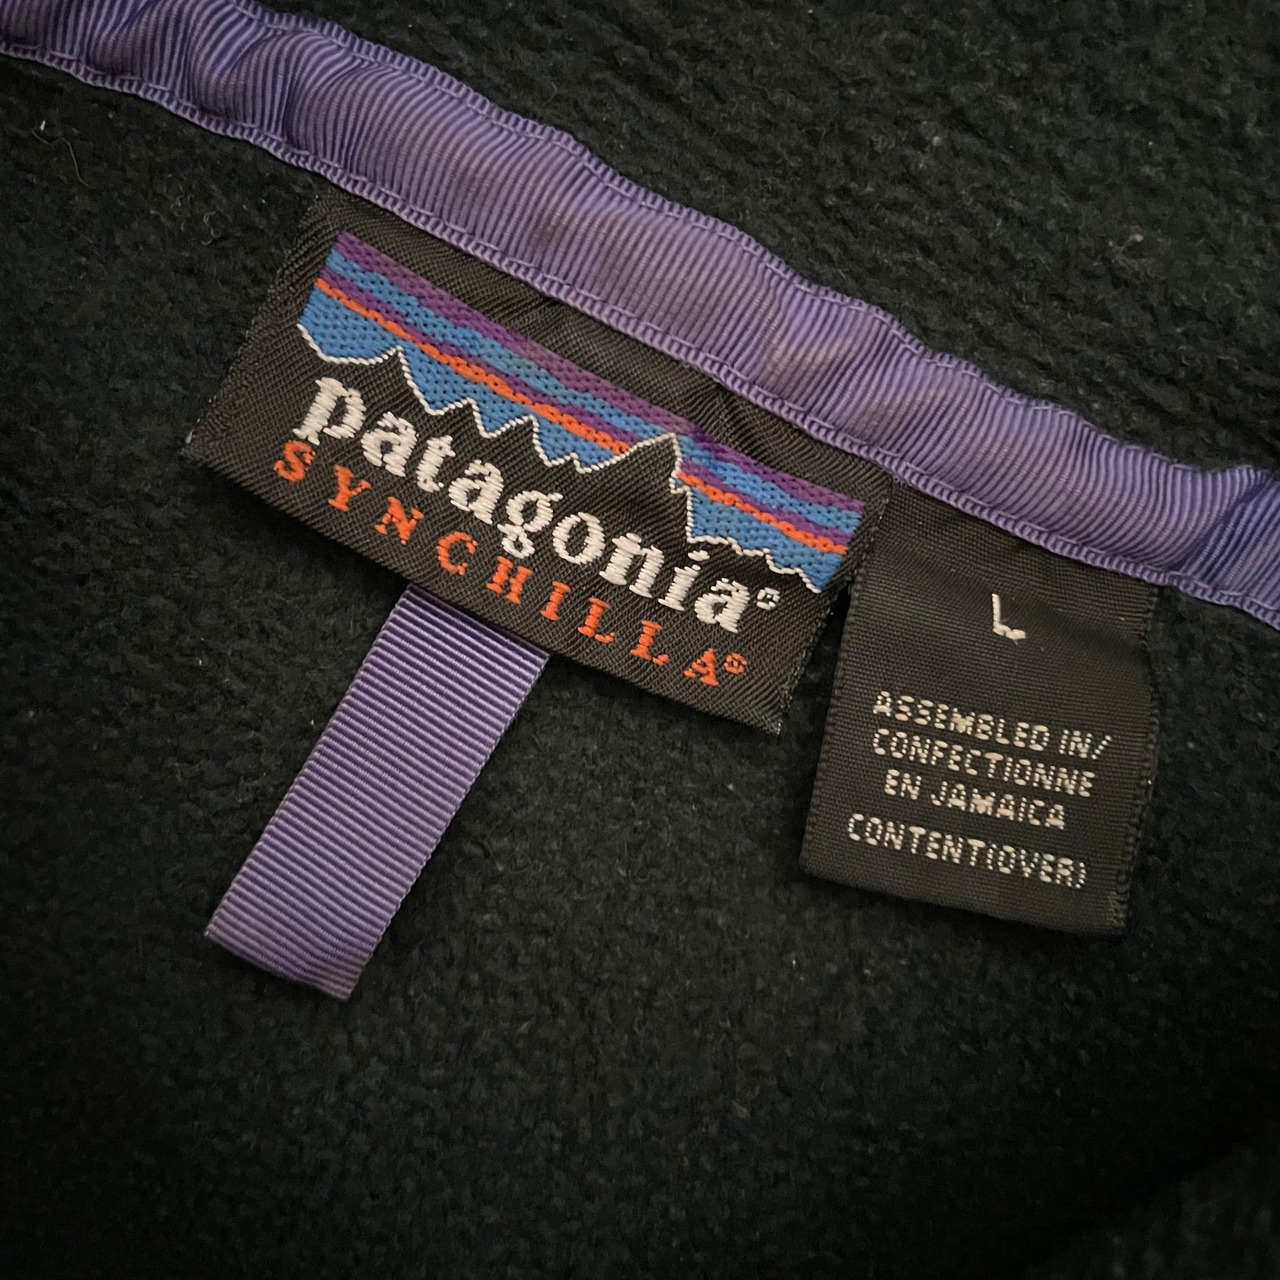 patagonia®
SYNCHILLA®
L
ASSEMBLED IN/
CONFECTIONNE
EN JAMAICA
CONTENT(OVER)